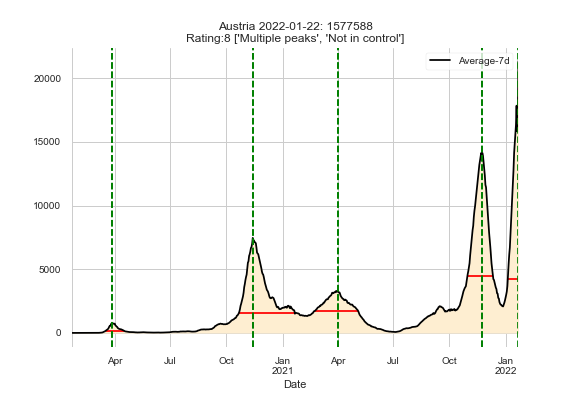 Austria 2022-01-22: 1577588
Rating:8 ['Multiple peaks', 'Not in control']
Average-7d
20000
15000
10000
5000
0
Apr Jul Oct Jan Apr Jul Oct Jan
2021 2022
Date